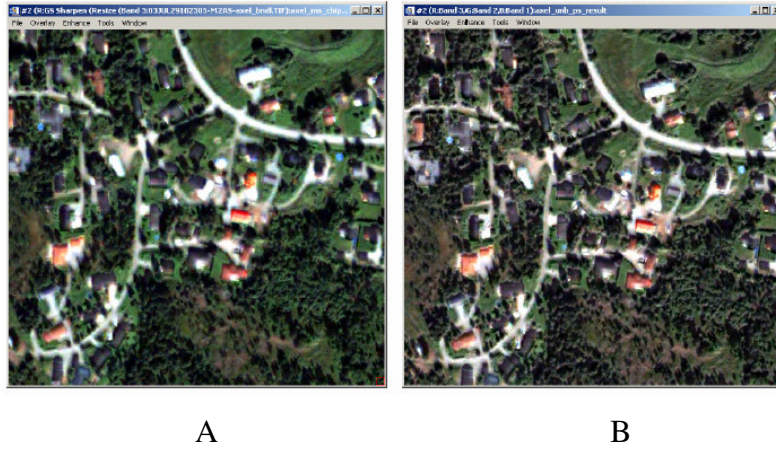 #2 (R:GS Sharpen (Resize (Band 3:03JUL29102301-M2AS-axel_bndl.TIF):axel_ms_chip...
File Overlay Enhance Tools Window
#2 (R:Band 3,G:Band 2,B:Band 1):axel_unb_ps_result
File Overlay Enhance Tools Window
A
B